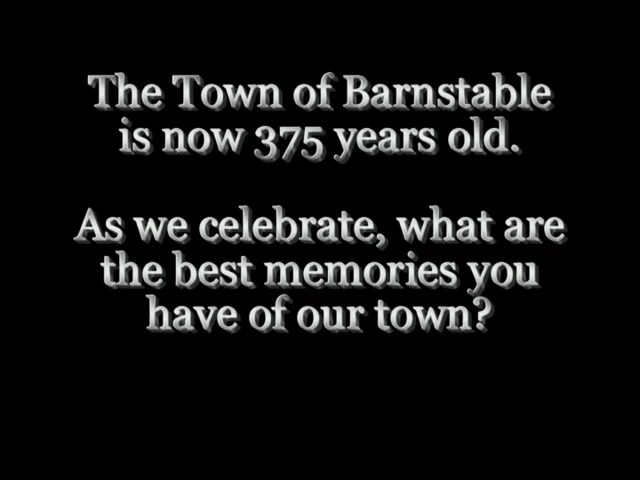 The Town of Barnstable
is now 375 years old.
As we celebrate, what are
the best memories you
have of our town?